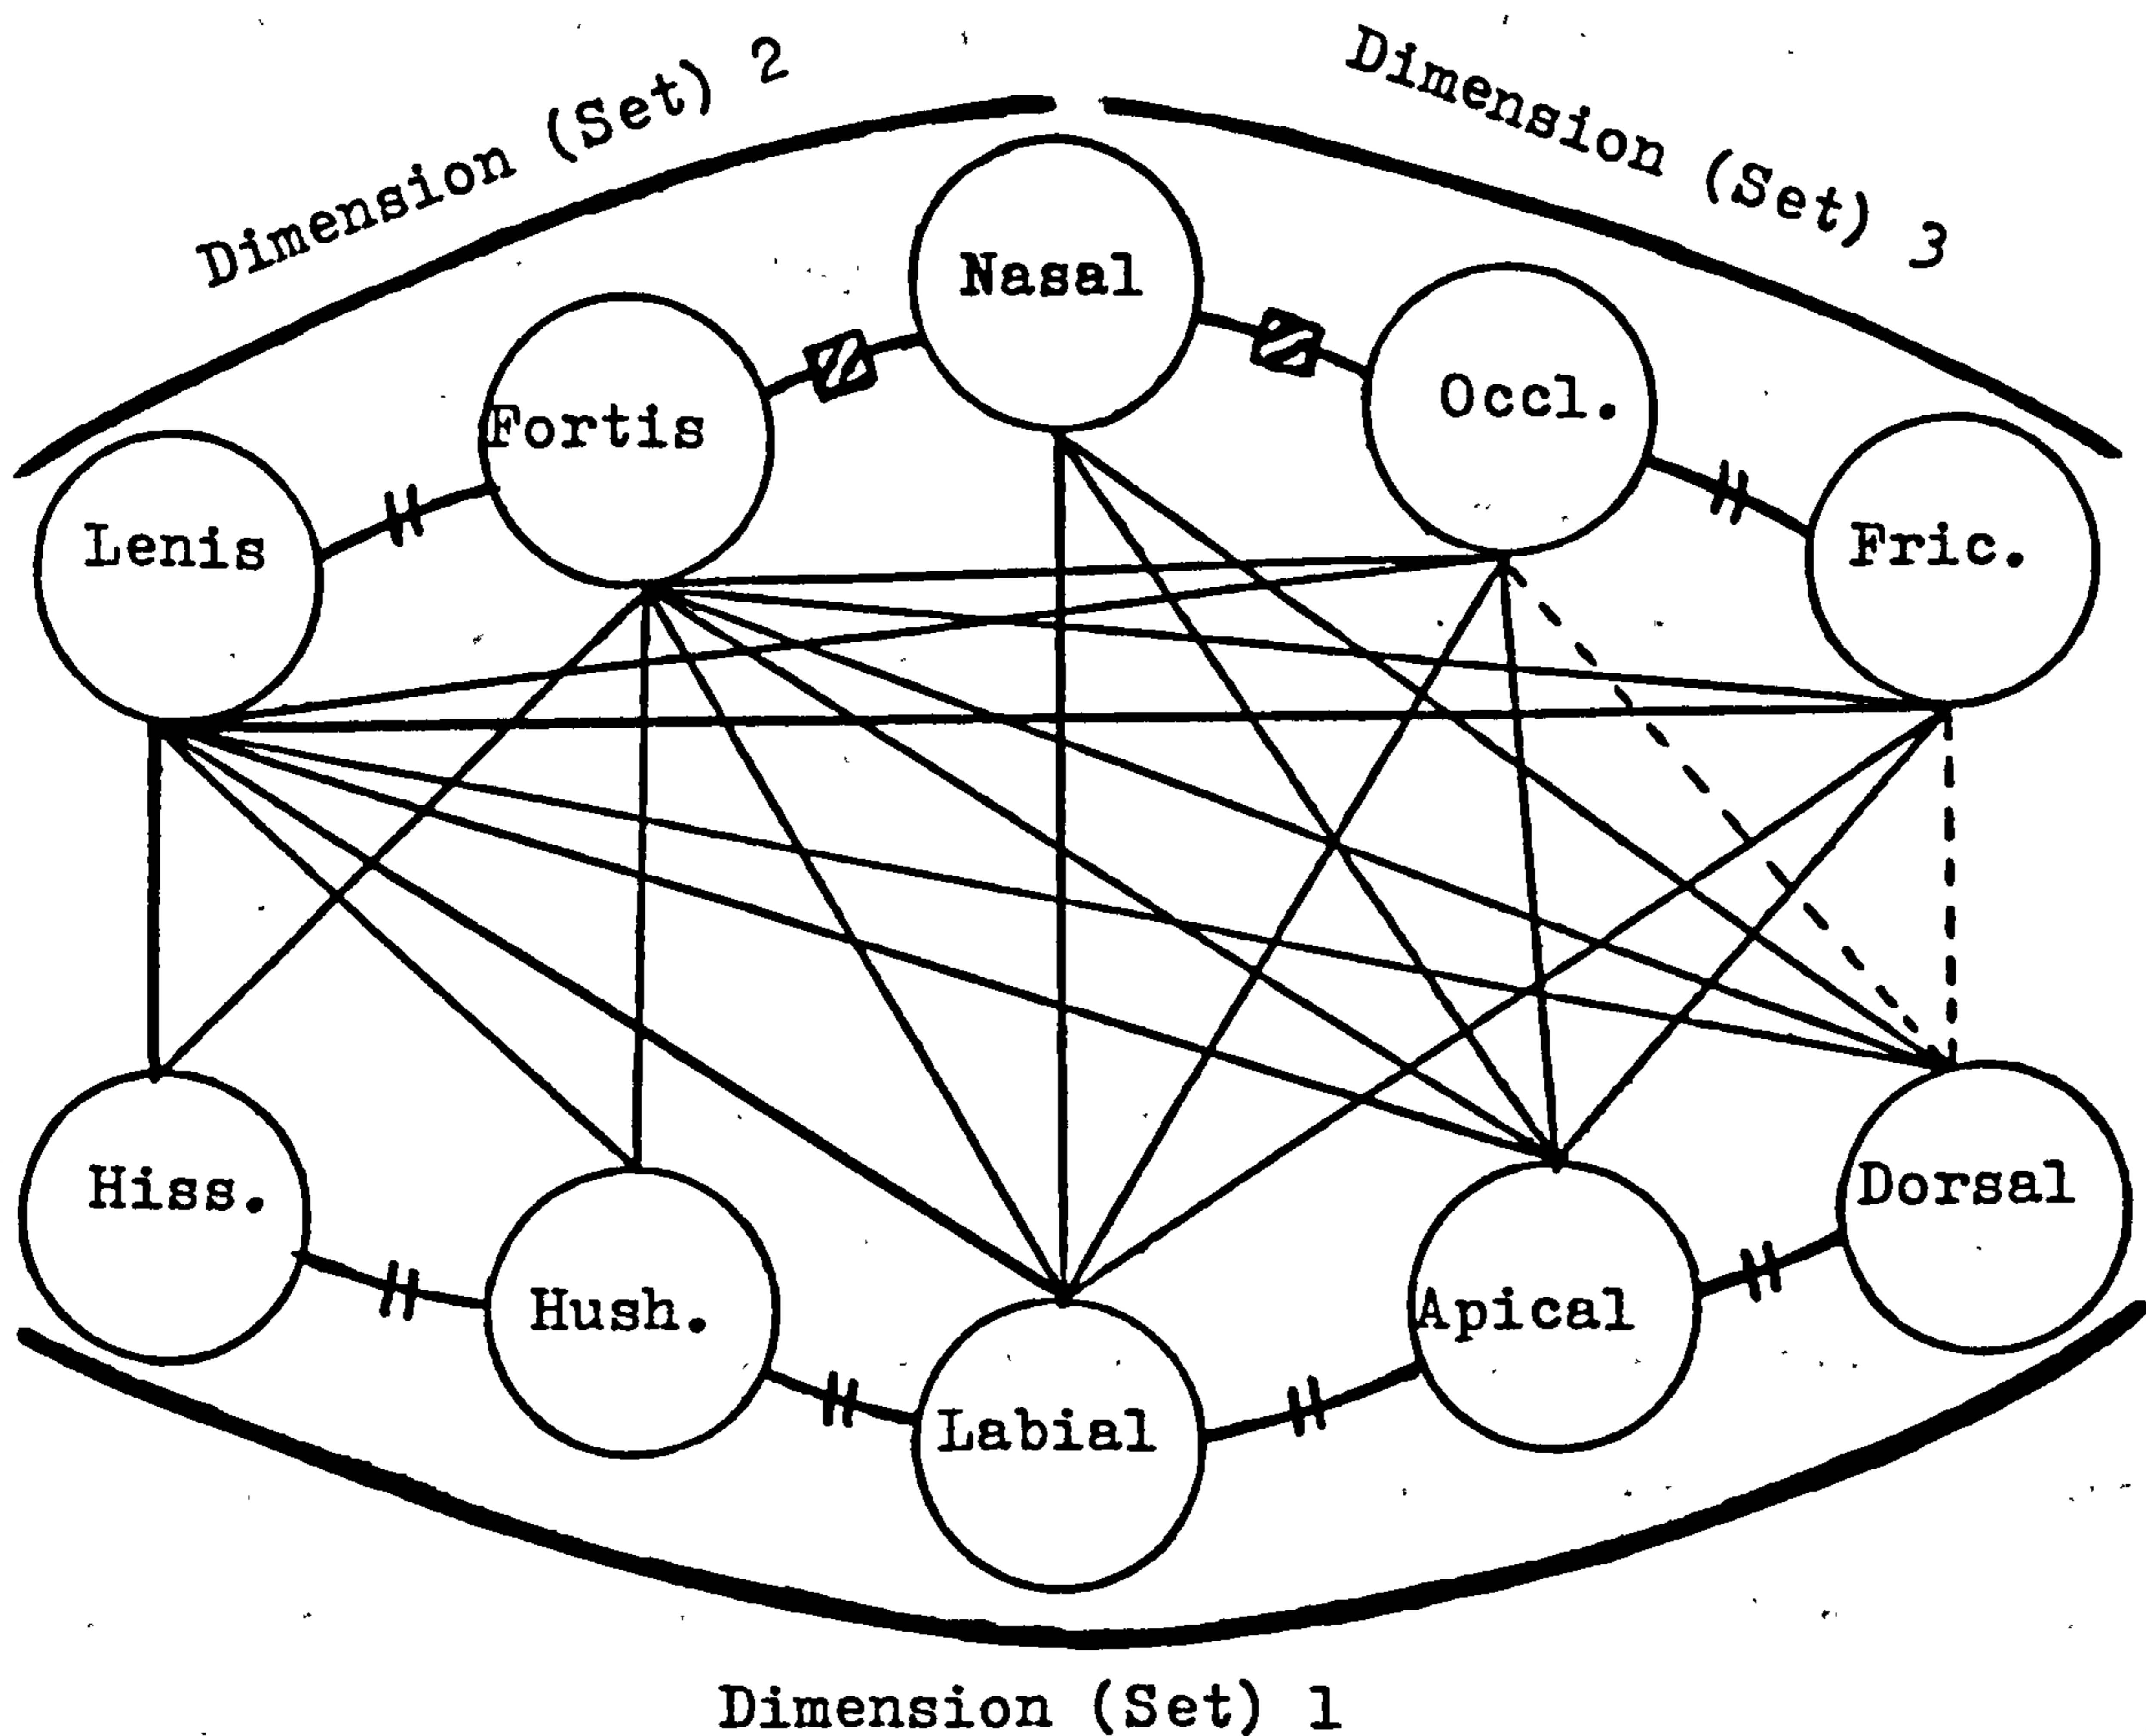 Dimension (Set) 2
Dimension (Set) 3
Nasal
Occl.
Fortis
Lenis
Fric.
Hiss.
Dorsal
Hush.
Apical
Labial
Dimension (Set) 1